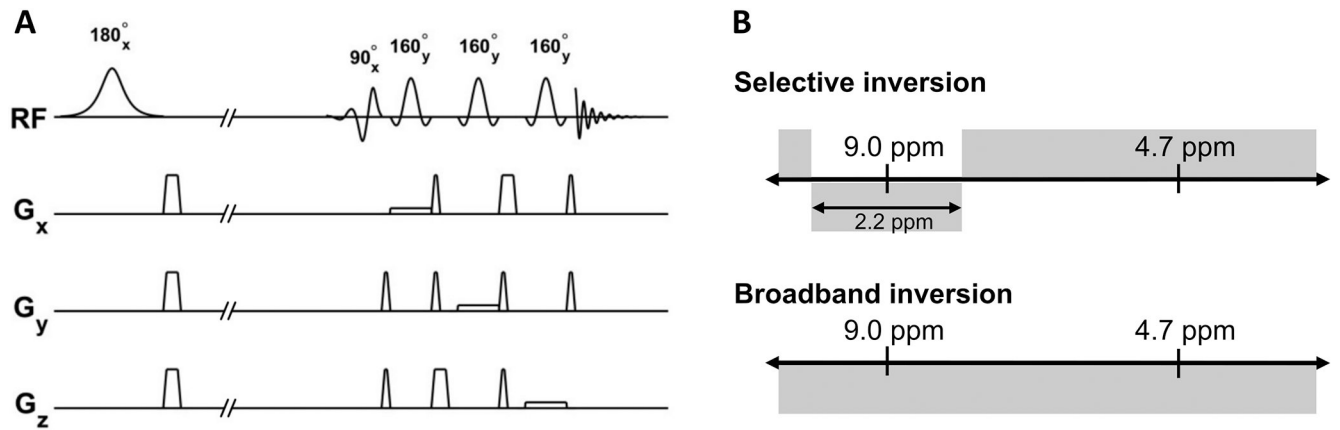 A
180°x
90°x 160°y 160°y 160°y
RF
Gx
Gy
Gz
B
Selective inversion
9.0 ppm 4.7 ppm
2.2 ppm
Broadband inversion
9.0 ppm 4.7 ppm